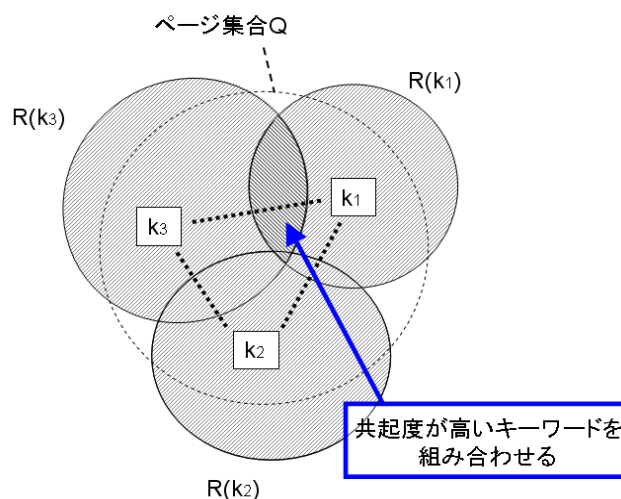 ページ集合Q
R(k1)
R(k3)
k1
k3
k2
共起度が高いキーワードを
組み合わせる
R(k2)